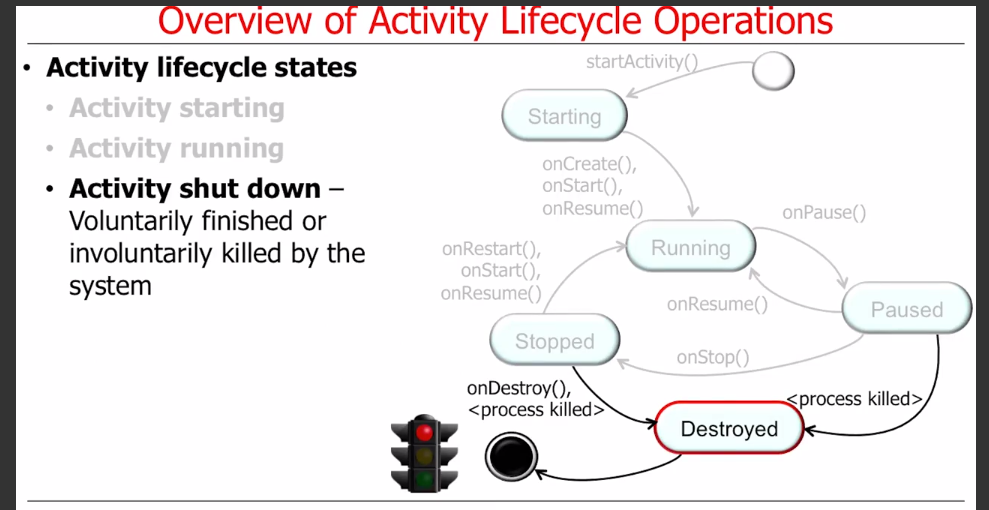 Overview of Activity Lifecycle Operations
• Activity lifecycle states
• Activity starting
• Activity running
• Activity shut down –
Voluntarily finished or
involuntarily killed by the
system
startActivity()
Starting
onCreate(),
onStart(),
onResume()
onPause()
Running
onRestart(),
onStart(),
onResume()
onResume()
Paused
Stopped
onStop()
onDestroy(),
<process killed>
<process killed>
Destroyed